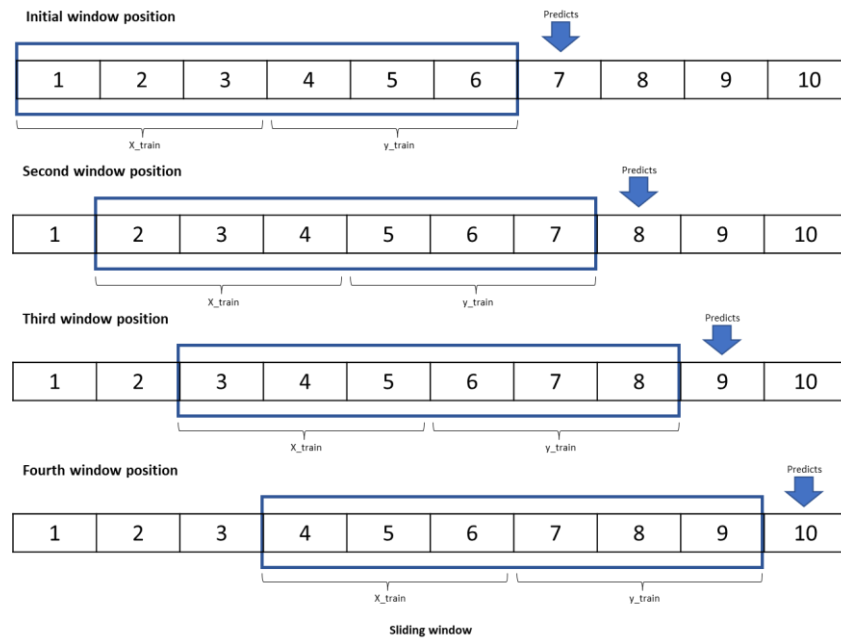 Initial window position
Predicts
1 2 3 4 5 6 7 8 9 10
X_train y_train
Second window position
Predicts
1 2 3 4 5 6 7 8 9 10
X_train y_train
Third window position
Predicts
1 2 3 4 5 6 7 8 9 10
X_train y_train
Fourth window position
Predicts
1 2 3 4 5 6 7 8 9 10
X_train y_train
Sliding window